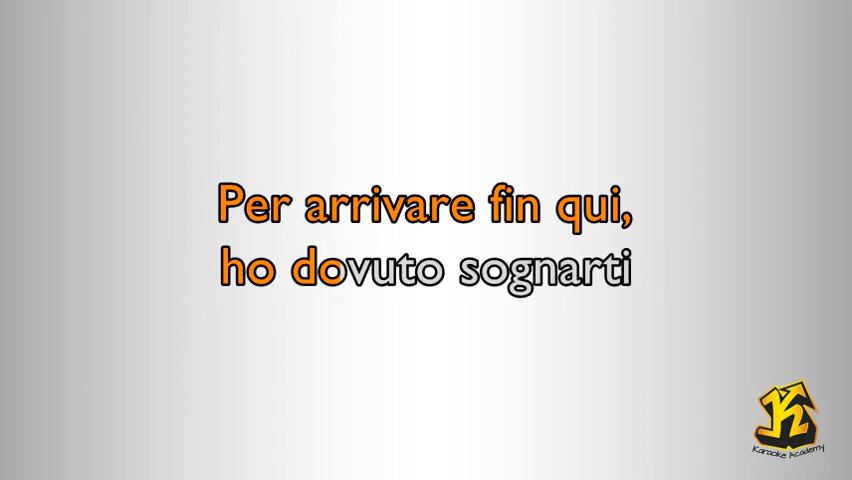 Per arrivare fin qui,
ho dovuto sognarti
K
Karaoke Academy